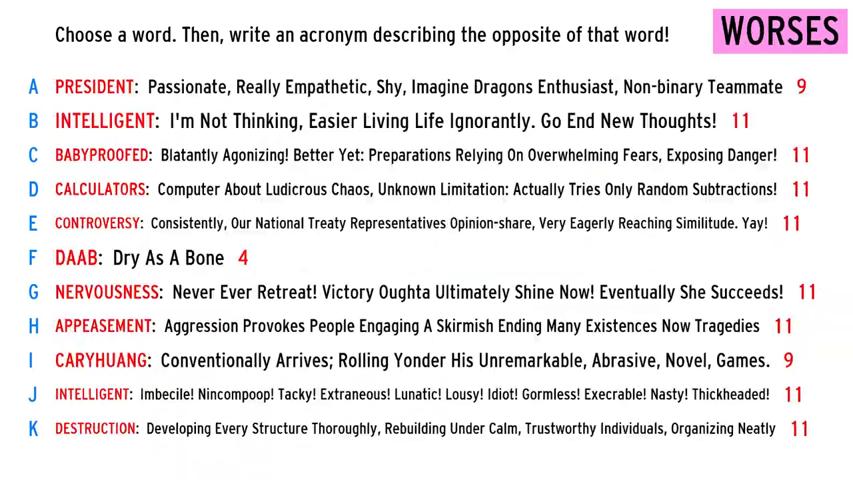 Choose a word. Then, write an acronym describing the opposite of that word!
WORSES
A PRESIDENT: Passionate, Really Empathetic, Shy, Imagine Dragons Enthusiast, Non-binary Teammate 9
B INTELLIGENT: I'm Not Thinking, Easier Living Life Ignorantly. Go End New Thoughts! 11
C BABYPROOFED: Blatantly Agonizing! Better Yet: Preparations Relying On Overwhelming Fears, Exposing Danger! 11
D CALCULATORS: Computer About Ludicrous Chaos, Unknown Limitation: Actually Tries Only Random Subtractions! 11
E CONTROVERSY: Consistently, Our National Treaty Representatives Opinion-share, Very Eagerly Reaching Similitude. Yay! 11
F DAAB: Dry As A Bone 4
G NERVOUSNESS: Never Ever Retreat! Victory Oughta Ultimately Shine Now! Eventually She Succeeds! 11
H APPEASEMENT: Aggression Provokes People Engaging A Skirmish Ending Many Existences Now Tragedies 11
I CARYHUANG: Conventionally Arrives; Rolling Yonder His Unremarkable, Abrasive, Novel, Games. 9
J INTELLIGENT: Imbecile! Nincompoop! Tacky! Extraneous! Lunatic! Lousy! Idiot! Gormless! Execrable! Nasty! Thickheaded! 11
K DESTRUCTION: Developing Every Structure Thoroughly, Rebuilding Under Calm, Trustworthy Individuals, Organizing Neatly 11